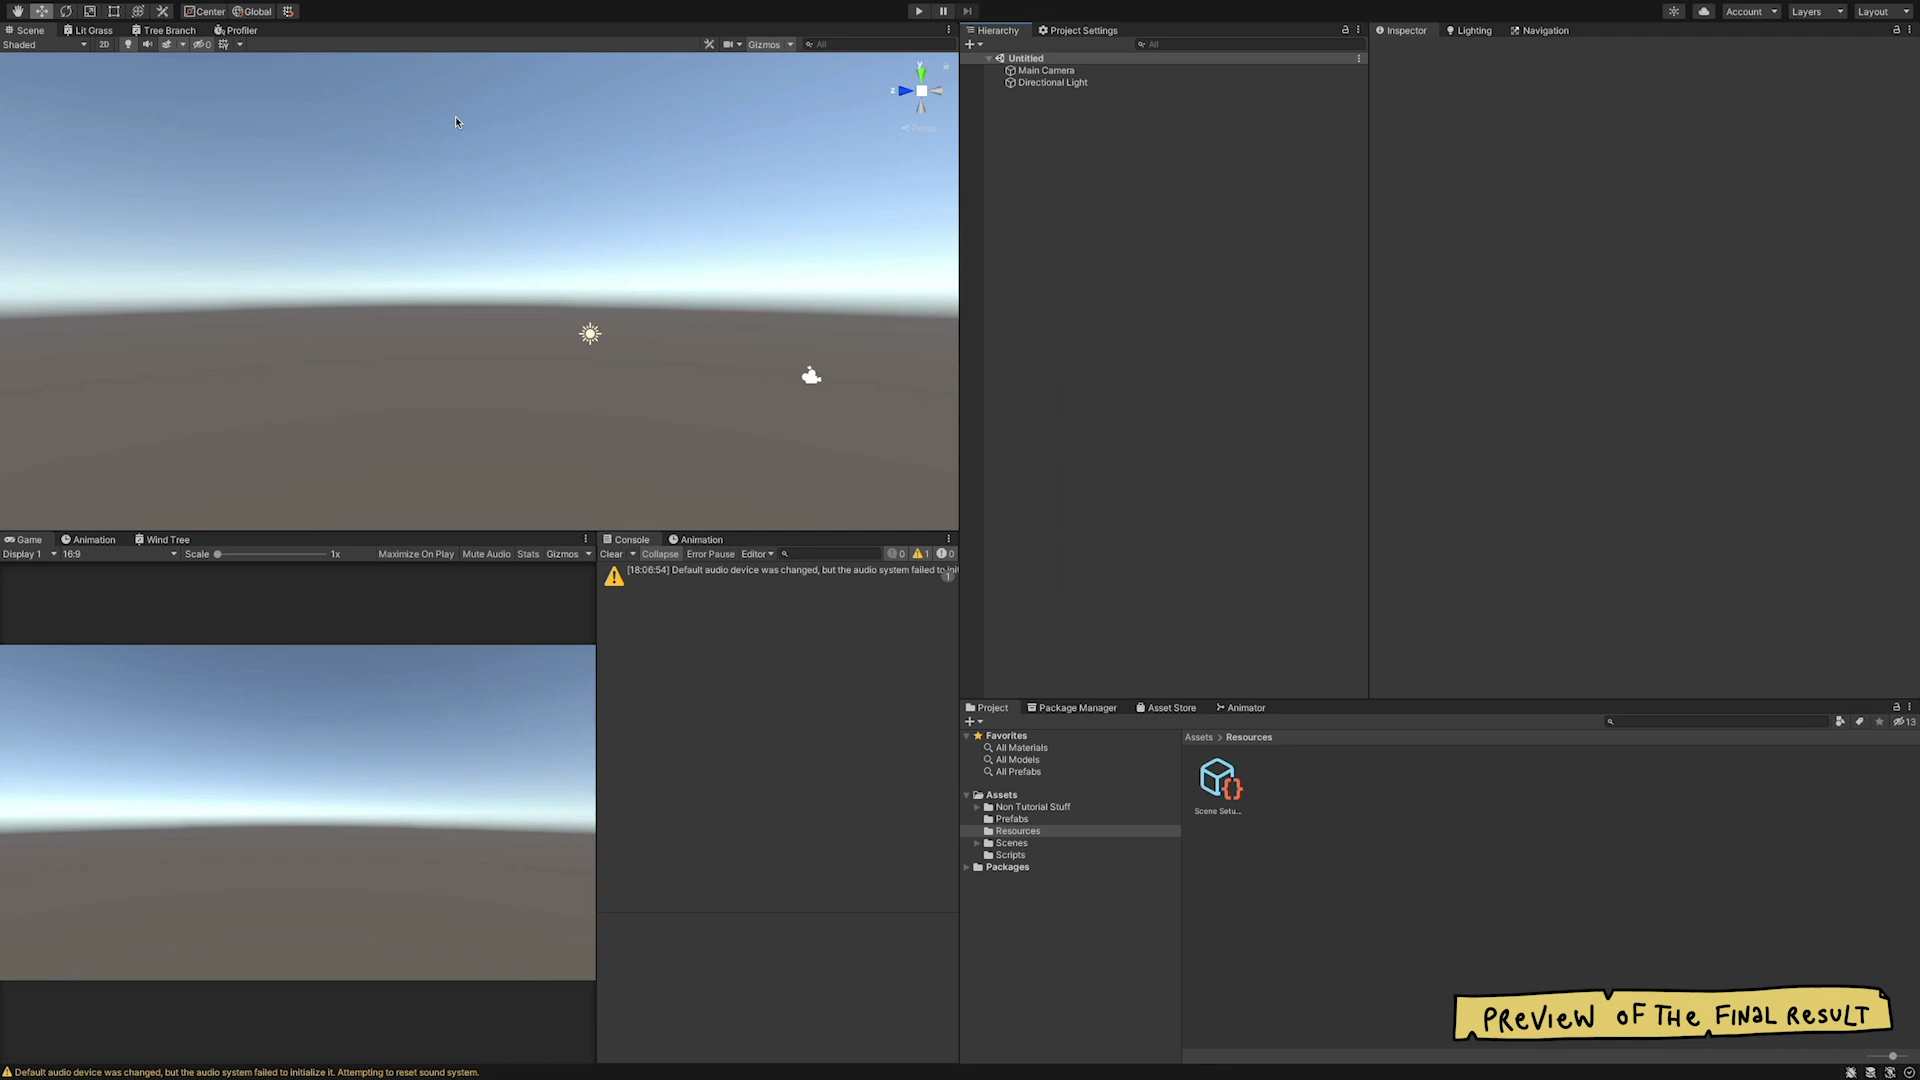 Center
Global
Account
Layers
Layout
Scene
Lit Grass
Tree Branch
Profiler
Shaded
2D
0
Gizmos
All
y
z
Persp
Hierarchy
Project Settings
All
Untitled
Main Camera
Directional Light
Inspector
Lighting
Navigation
Game
Animation
Wind Tree
Display 1
16:9
Scale
1x
Maximize On Play
Mute Audio
Stats
Gizmos
Console
Animation
Clear
Collapse
Error Pause
Editor
0
1
0
[18:06:54] Default audio device was changed, but the audio system failed to init
1
Project
Package Manager
Asset Store
Animator
13
Favorites
All Materials
All Models
All Prefabs
Assets
Non Tutorial Stuff
Prefabs
Resources
Scenes
Scripts
Packages
Assets > Resources
Scene Setu...
PREVIEW OF THE FINAL RESULT
Default audio device was changed, but the audio system failed to initialize it. Attempting to reset sound system.